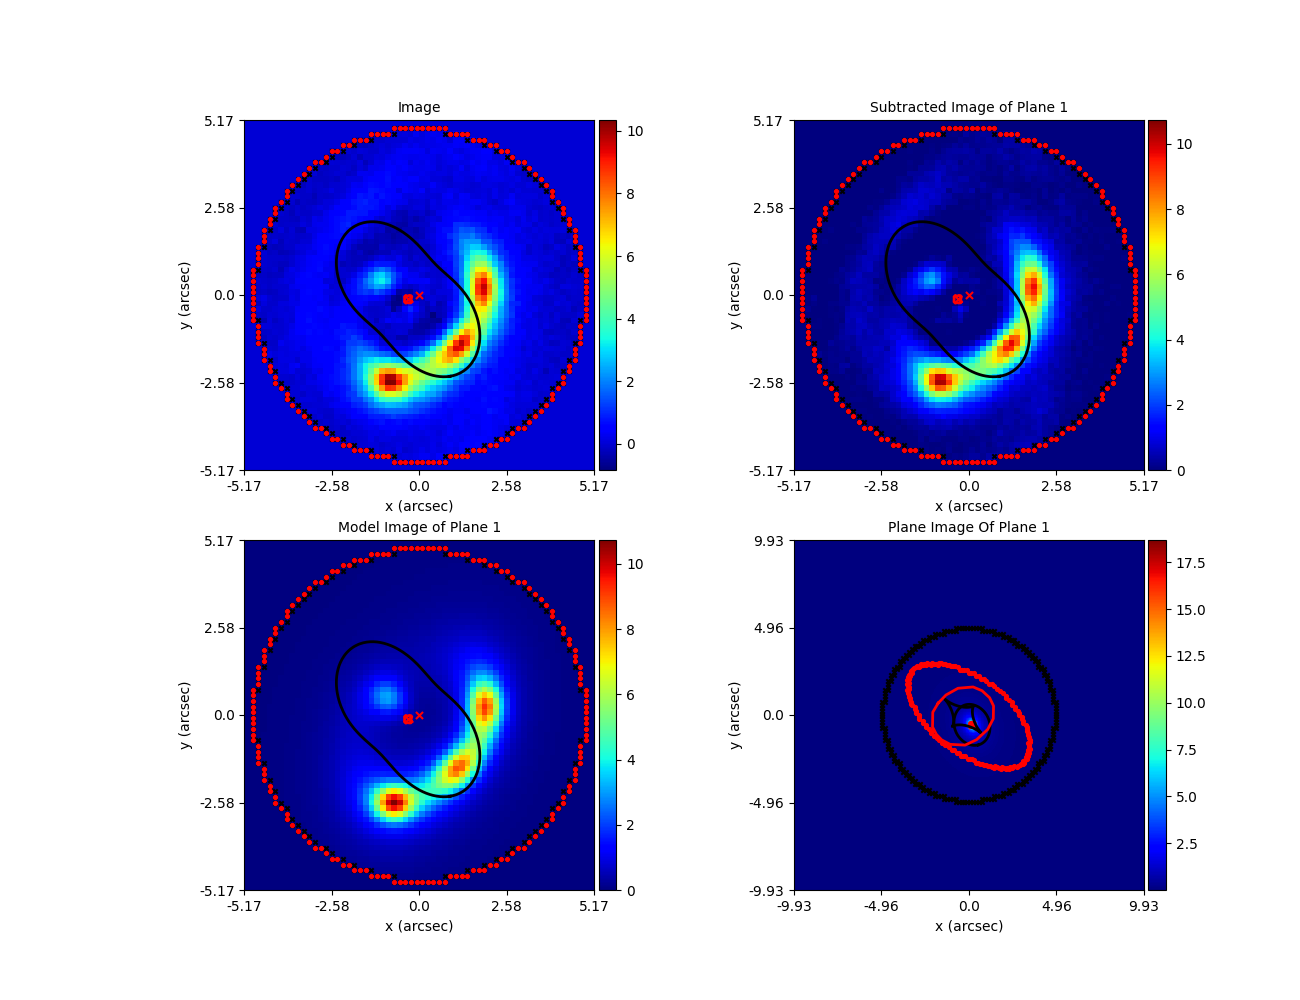 Image
5.17
2.58
0.0
-2.58
-5.17
y (arcsec)
-5.17 -2.58 0.0 2.58 5.17
x (arcsec)
10
8
6
4
2
0
Subtracted Image of Plane 1
5.17
2.58
0.0
-2.58
-5.17
y (arcsec)
-5.17 -2.58 0.0 2.58 5.17
x (arcsec)
10
8
6
4
2
0
Model Image of Plane 1
5.17
2.58
0.0
-2.58
-5.17
y (arcsec)
-5.17 -2.58 0.0 2.58 5.17
x (arcsec)
10
8
6
4
2
0
Plane Image Of Plane 1
9.93
4.96
0.0
-4.96
-9.93
y (arcsec)
-9.93 -4.96 0.0 4.96 9.93
x (arcsec)
17.5
15.0
12.5
10.0
7.5
5.0
2.5